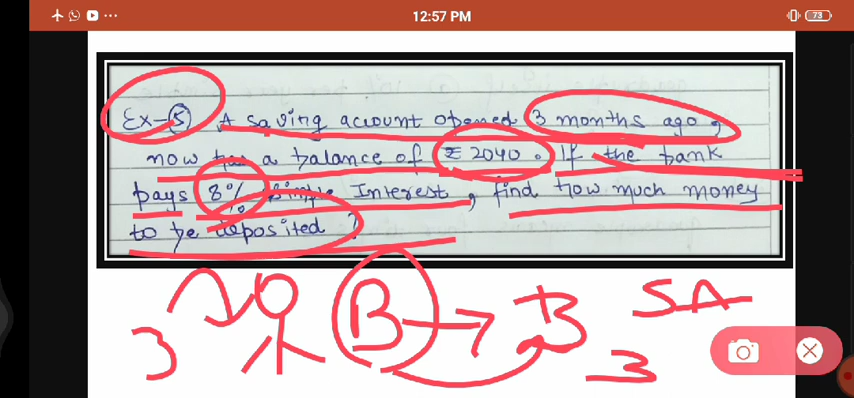 12:57 PM
73
Ex-5 A saving account opened 3 months ago,
now has a balance of ₹ 2040. If the bank
pays 8% simple Interest, find how much money
to be deposited ?
B B SA
3 3